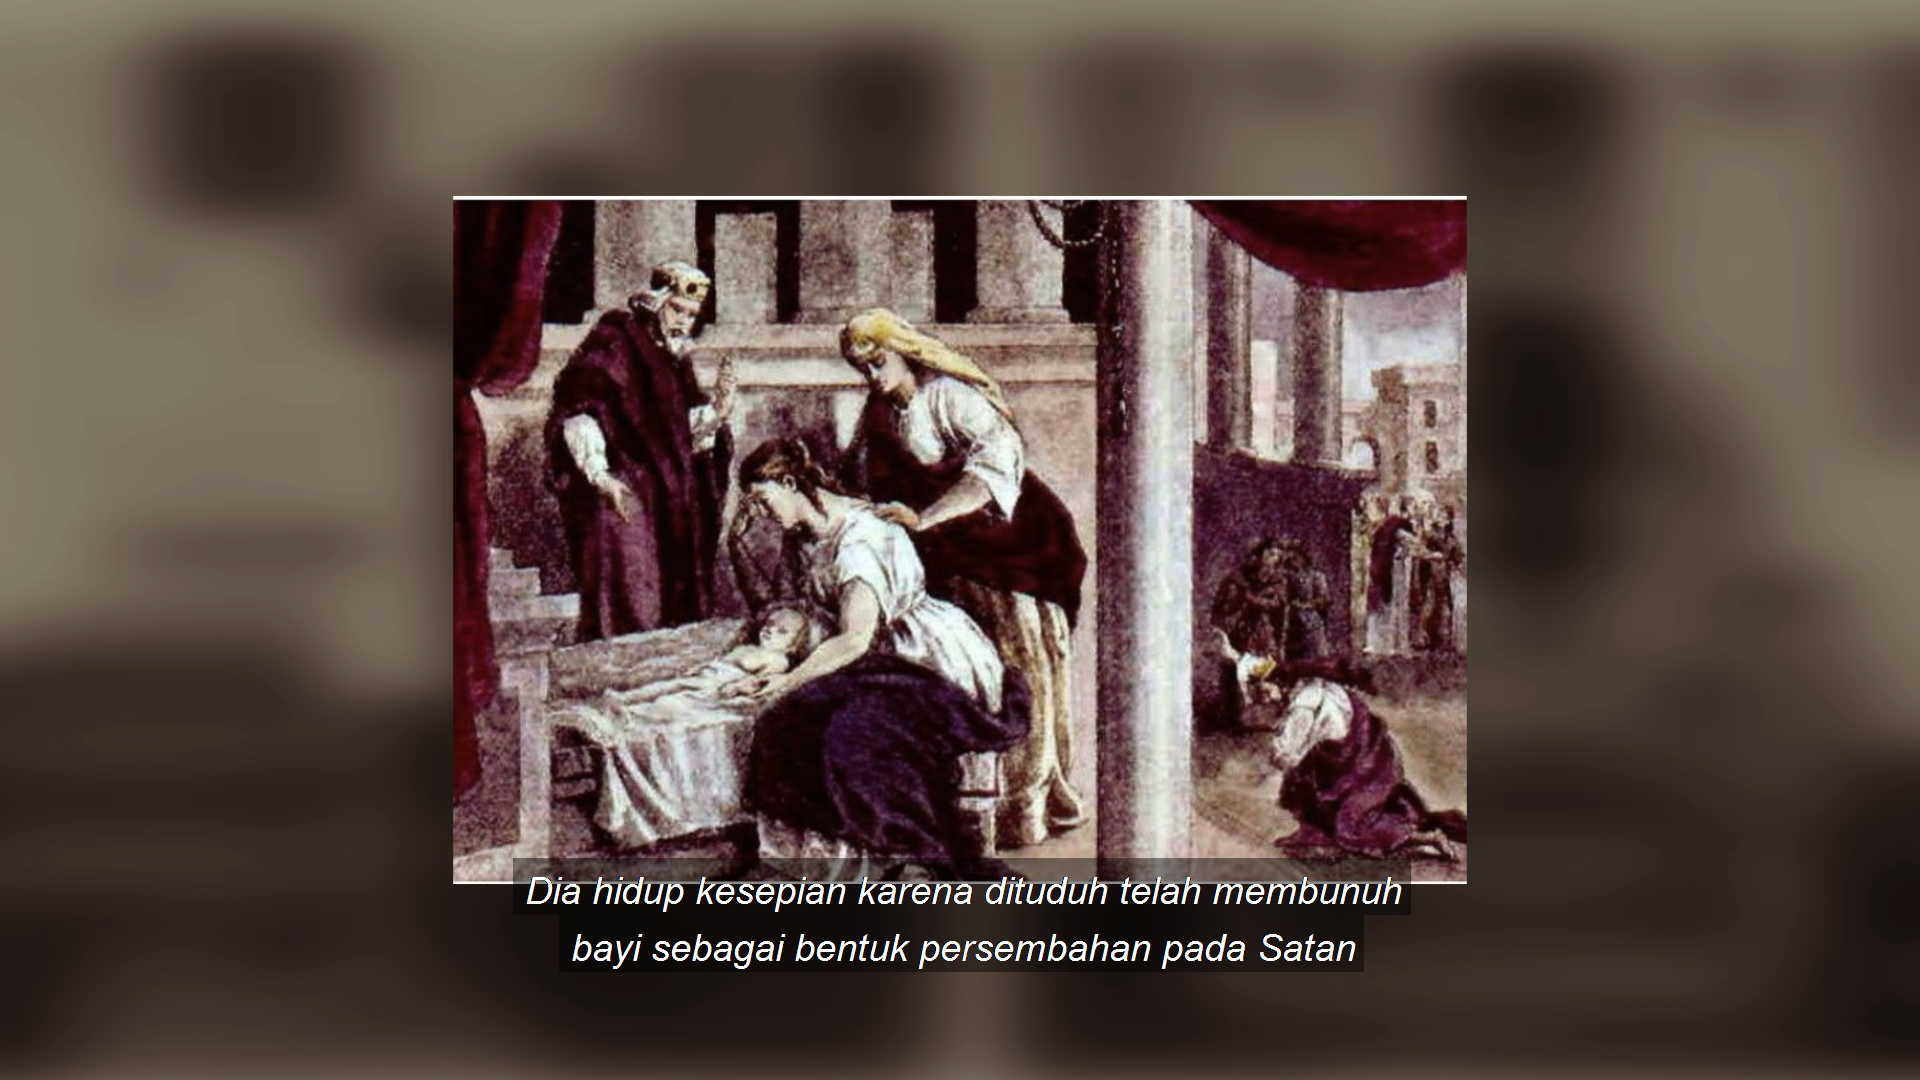 Dia hidup kesepian karena dituduh telah membunuh
bayi sebagai bentuk persembahan pada Satan